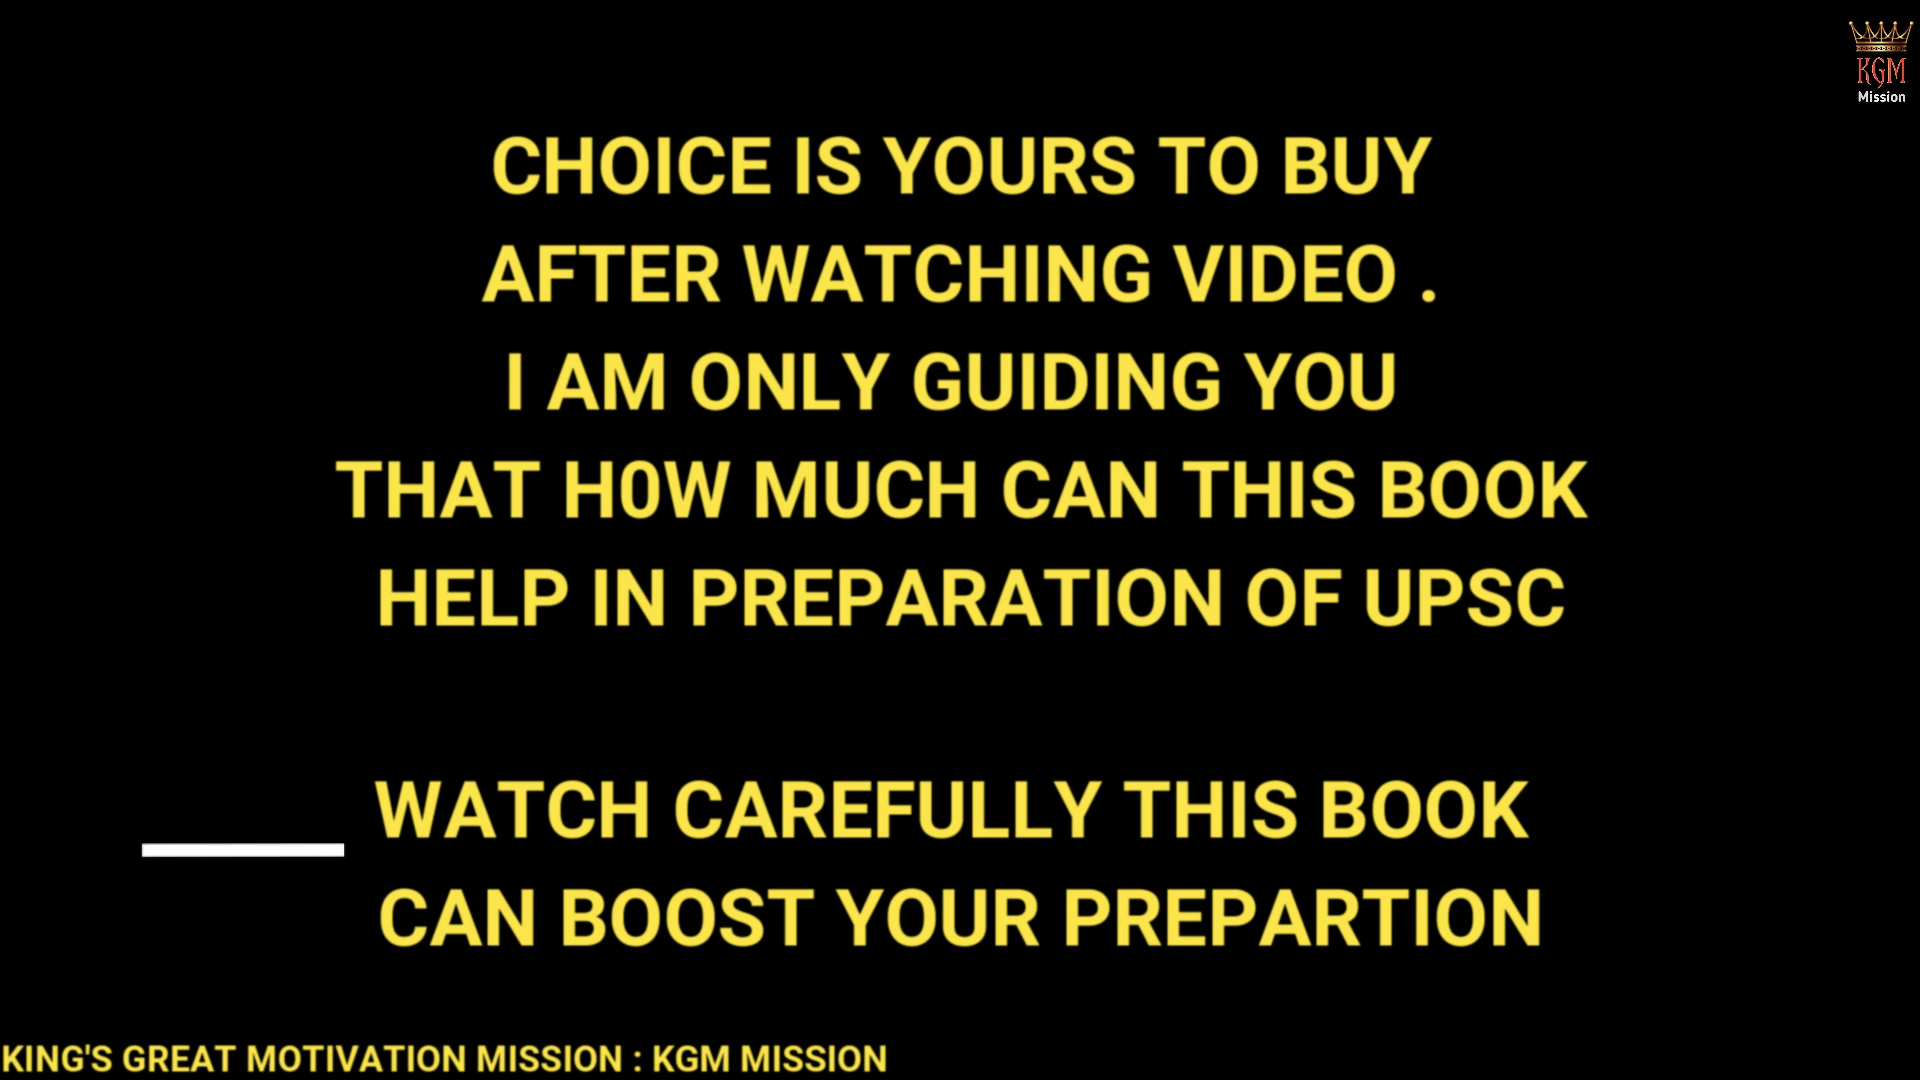 KGM
Mission
CHOICE IS YOURS TO BUY
AFTER WATCHING VIDEO .
I AM ONLY GUIDING YOU
THAT H0W MUCH CAN THIS BOOK
HELP IN PREPARATION OF UPSC
WATCH CAREFULLY THIS BOOK
CAN BOOST YOUR PREPARTION
KING'S GREAT MOTIVATION MISSION : KGM MISSION